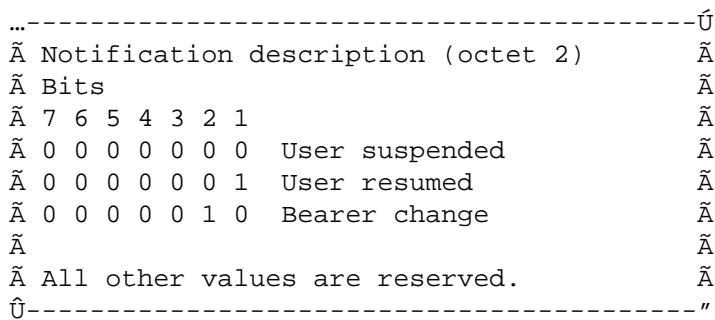 …------------------------------------------Ú
Ã Notification description (octet 2) Ã
Ã Bits Ã
Ã 7 6 5 4 3 2 1 Ã
Ã 0 0 0 0 0 0 0 User suspended Ã
Ã 0 0 0 0 0 0 1 User resumed Ã
Ã 0 0 0 0 0 1 0 Bearer change Ã
Ã Ã
Ã All other values are reserved. Ã
Û------------------------------------------″